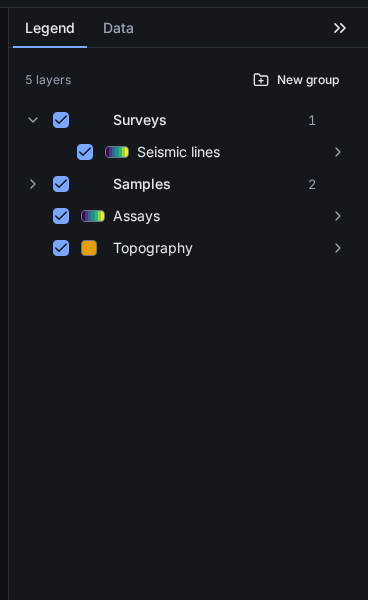 Legend Data
5 layers New group
Surveys 1
Seismic lines
Samples 2
Assays
Topography